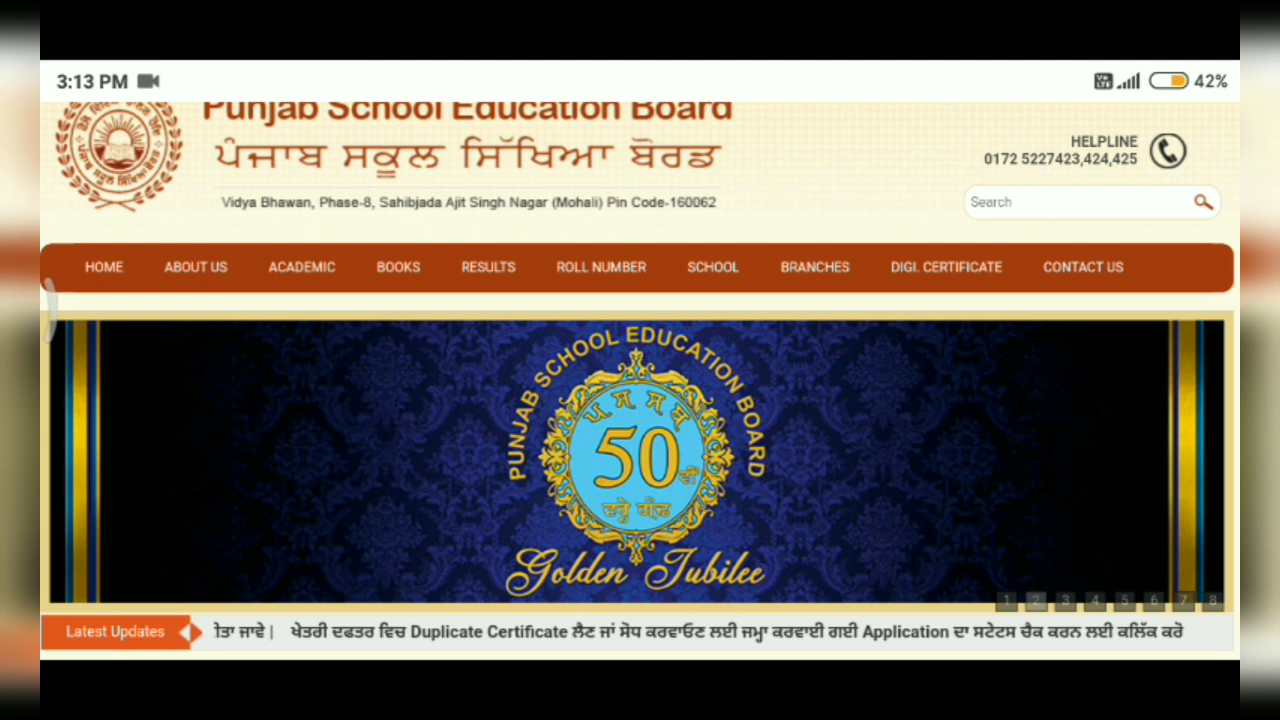 3:13 PM
42%
Punjab School Education Board
ਪੰਜਾਬ ਸਕੂਲ ਸਿੱਖਿਆ ਬੋਰਡ
Vidya Bhawan, Phase-8, Sahibjada Ajit Singh Nagar (Mohali) Pin Code-160062
HELPLINE
0172 5227423,424,425
Search
HOME ABOUT US ACADEMIC BOOKS RESULTS ROLL NUMBER SCHOOL BRANCHES DIGI. CERTIFICATE CONTACT US
PUNJAB SCHOOL EDUCATION BOARD
ਪ ਸ ਸ ਬ
50ਵੀਂ
Golden Jubilee
1 2 3 4 5 6 7 8
Latest Updates
ੀਤਾ ਜਾਵੇ | ਖੇਤਰੀ ਦਫਤਰ ਵਿਚ Duplicate Certificate ਲੈਣ ਜਾਂ ਸੋਧ ਕਰਵਾਓਣ ਲਈ ਜਮ੍ਹਾ ਕਰਵਾਈ ਗਈ Application ਦਾ ਸਟੇਟਸ ਚੈਕ ਕਰਨ ਲਈ ਕਲਿੱਕ ਕਰੋ